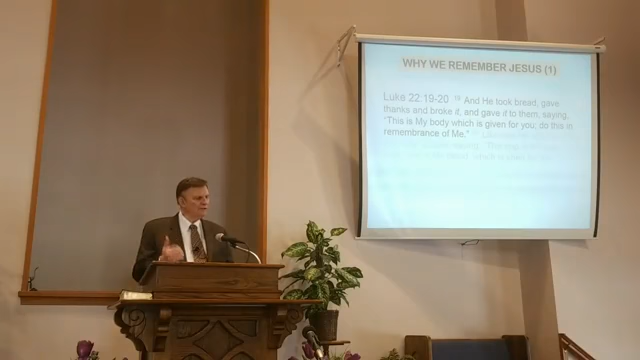 WHY WE REMEMBER JESUS (1)
Luke 22:19-20 19 And He took bread, gave
thanks and broke it, and gave it to them, saying,
"This is My body which is given for you; do this in
remembrance of Me."